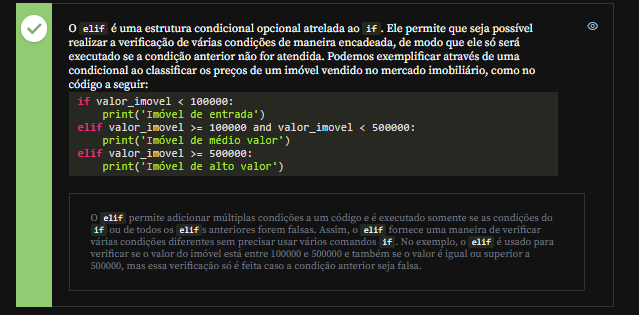 O elif é uma estrutura condicional opcional atrelada ao if. Ele permite que seja possível
realizar a verificação de várias condições de maneira encadeada, de modo que ele só será
executado se a condição anterior não for atendida. Podemos exemplificar através de uma
condicional ao classificar os preços de um imóvel vendido no mercado imobiliário, como no
código a seguir:
if valor_imovel < 100000:
    print('Imóvel de entrada')
elif valor_imovel >= 100000 and valor_imovel < 500000:
    print('Imóvel de médio valor')
elif valor_imovel >= 500000:
    print('Imóvel de alto valor')
O elif permite adicionar múltiplas condições a um código e é executado somente se as condições do
if ou de todos os elifs anteriores forem falsas. Assim, o elif fornece uma maneira de verificar
várias condições diferentes sem precisar usar vários comandos if. No exemplo, o elif é usado para
verificar se o valor do imóvel está entre 100000 e 500000 e também se o valor é igual ou superior a
500000, mas essa verificação só é feita caso a condição anterior seja falsa.